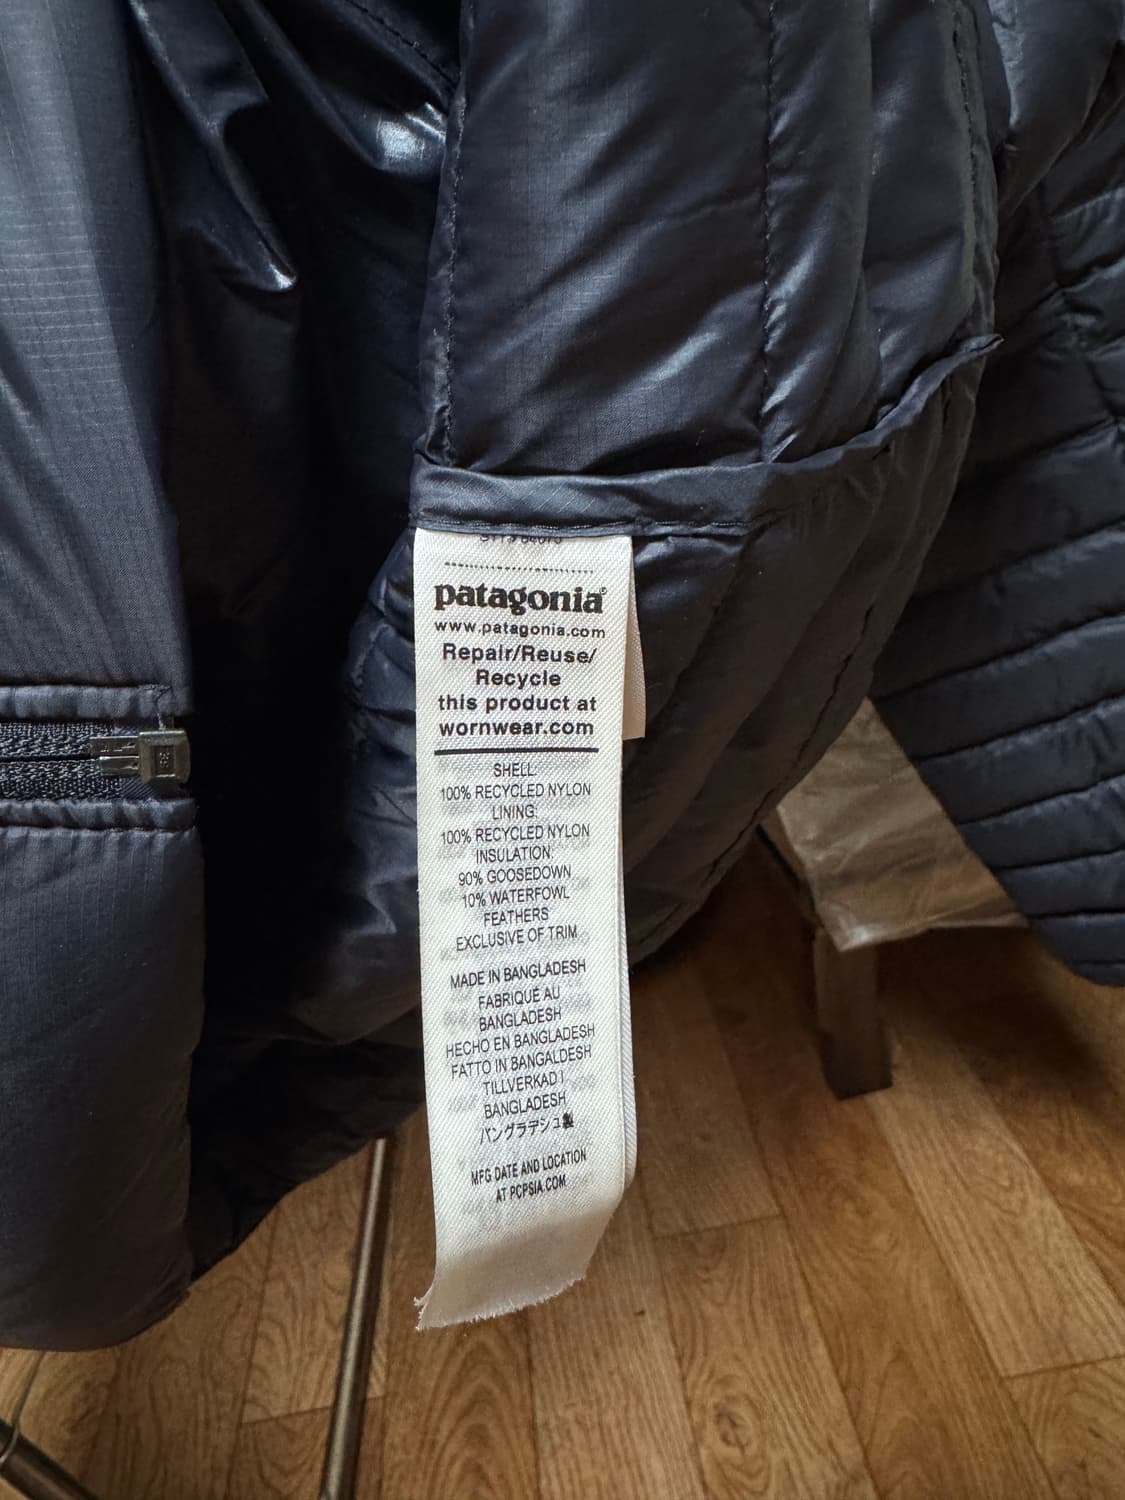 patagonia®
www.patagonia.com
Repair/Reuse/
Recycle
this product at
wornwear.com
SHELL:
100% RECYCLED NYLON
LINING:
100% RECYCLED NYLON
INSULATION:
90% GOOSEDOWN
10% WATERFOWL
FEATHERS
EXCLUSIVE OF TRIM
MADE IN BANGLADESH
FABRIQUÉ AU
BANGLADESH
HECHO EN BANGLADESH
FATTO IN BANGALDESH
TILLVERKAD I
BANGLADESH
バングラデシュ製
MFG DATE AND LOCATION
AT PCPSIA.COM